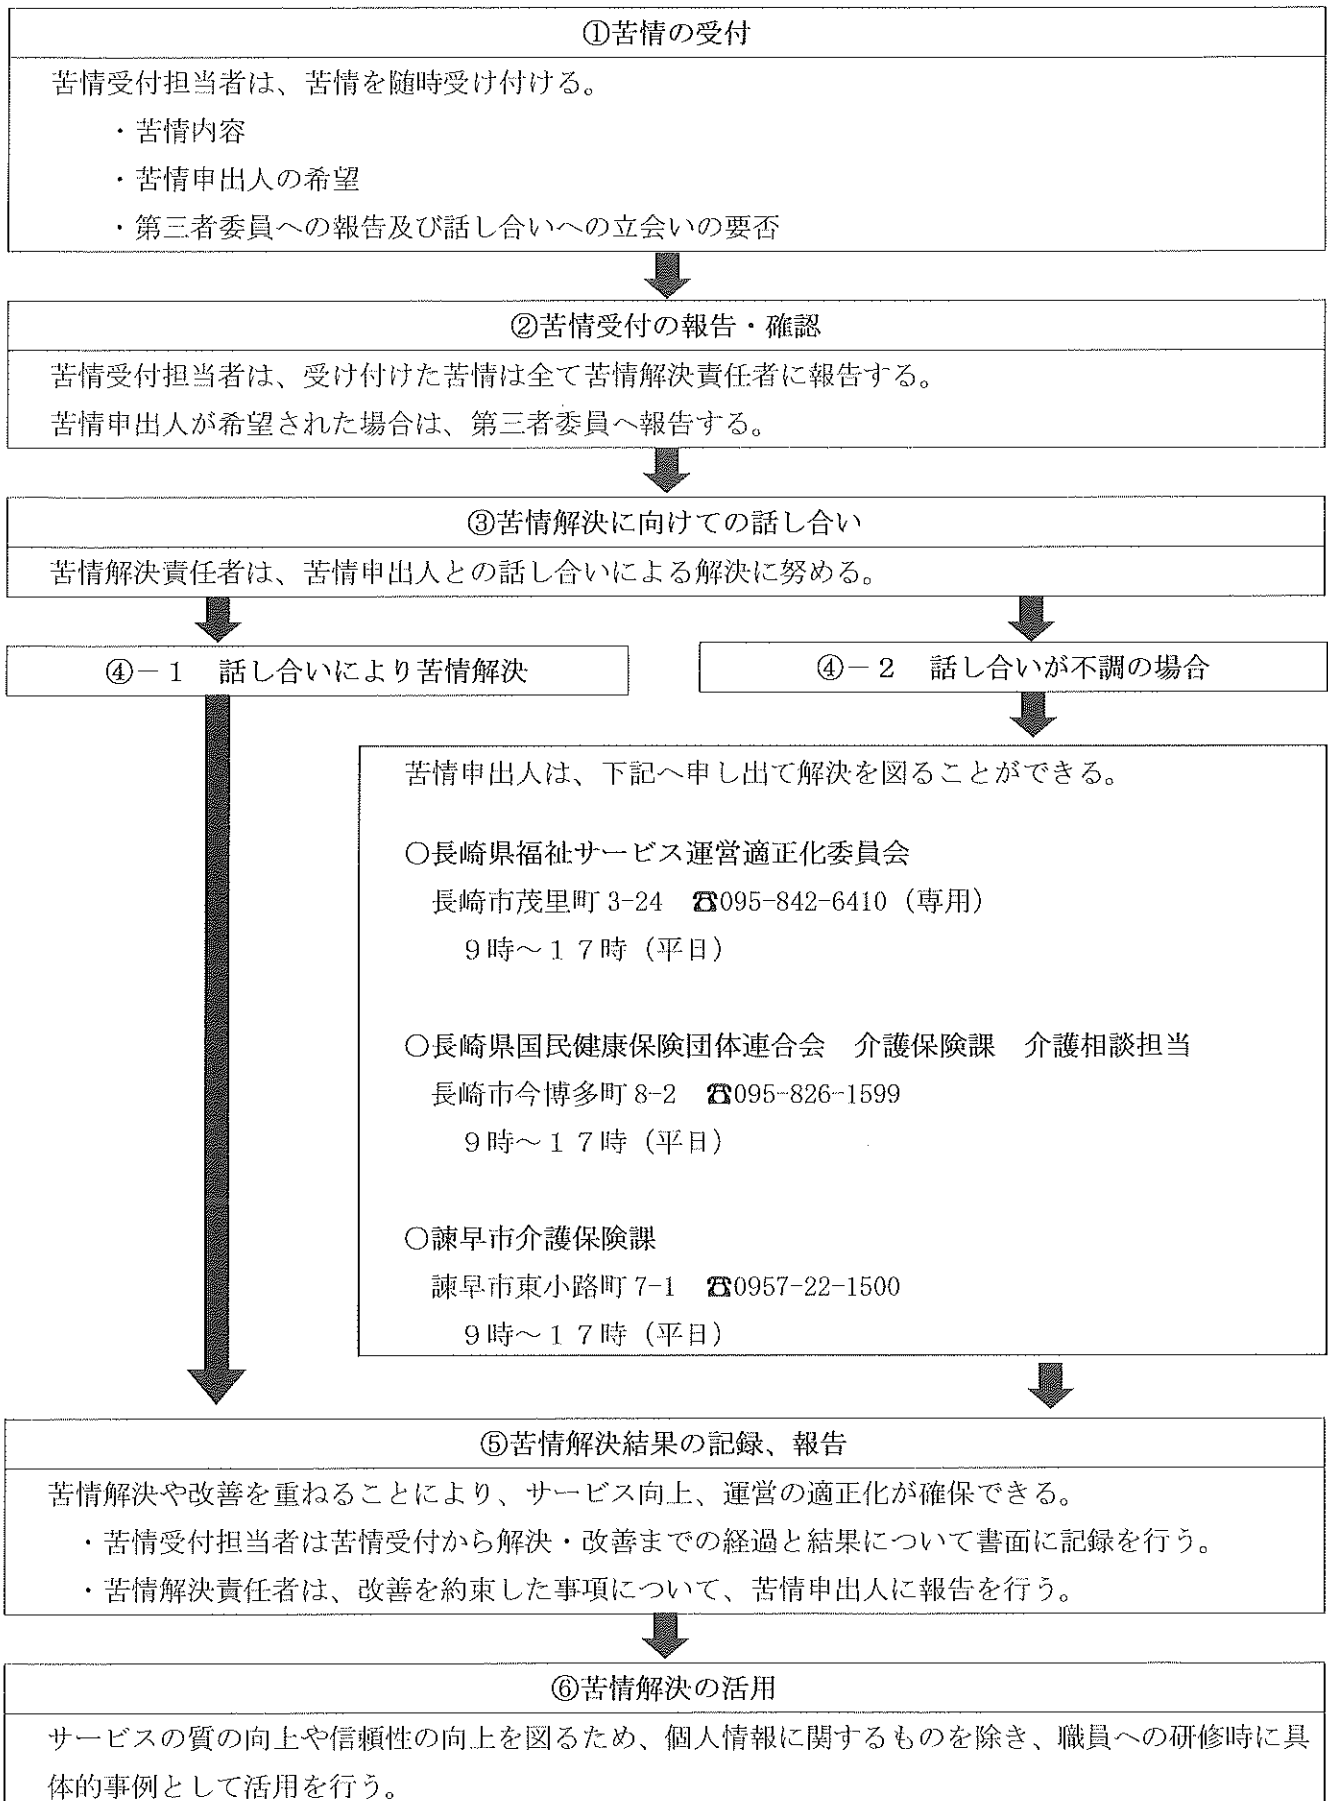 ①苦情の受付
苦情受付担当者は、苦情を随時受け付ける。
・苦情内容
・苦情申出人の希望
・第三者委員への報告及び話し合いへの立会いの要否
②苦情受付の報告・確認
苦情受付担当者は、受け付けた苦情は全て苦情解決責任者に報告する。
苦情申出人が希望された場合は、第三者委員へ報告する。
③苦情解決に向けての話し合い
苦情解決責任者は、苦情申出人との話し合いによる解決に努める。
④－１　話し合いにより苦情解決
④－２　話し合いが不調の場合
苦情申出人は、下記へ申し出て解決を図ることができる。
○長崎県福祉サービス運営適正化委員会
長崎市茂里町 3-24　☎095-842-6410（専用）
９時～１７時（平日）
○長崎県国民健康保険団体連合会　介護保険課　介護相談担当
長崎市今博多町 8-2　☎095-826-1599
９時～１７時（平日）
○諫早市介護保険課
諫早市東小路町 7-1　☎0957-22-1500
９時～１７時（平日）
⑤苦情解決結果の記録、報告
苦情解決や改善を重ねることにより、サービス向上、運営の適正化が確保できる。
・苦情受付担当者は苦情受付から解決・改善までの経過と結果について書面に記録を行う。
・苦情解決責任者は、改善を約束した事項について、苦情申出人に報告を行う。
⑥苦情解決の活用
サービスの質の向上や信頼性の向上を図るため、個人情報に関するものを除き、職員への研修時に具
体的事例として活用を行う。